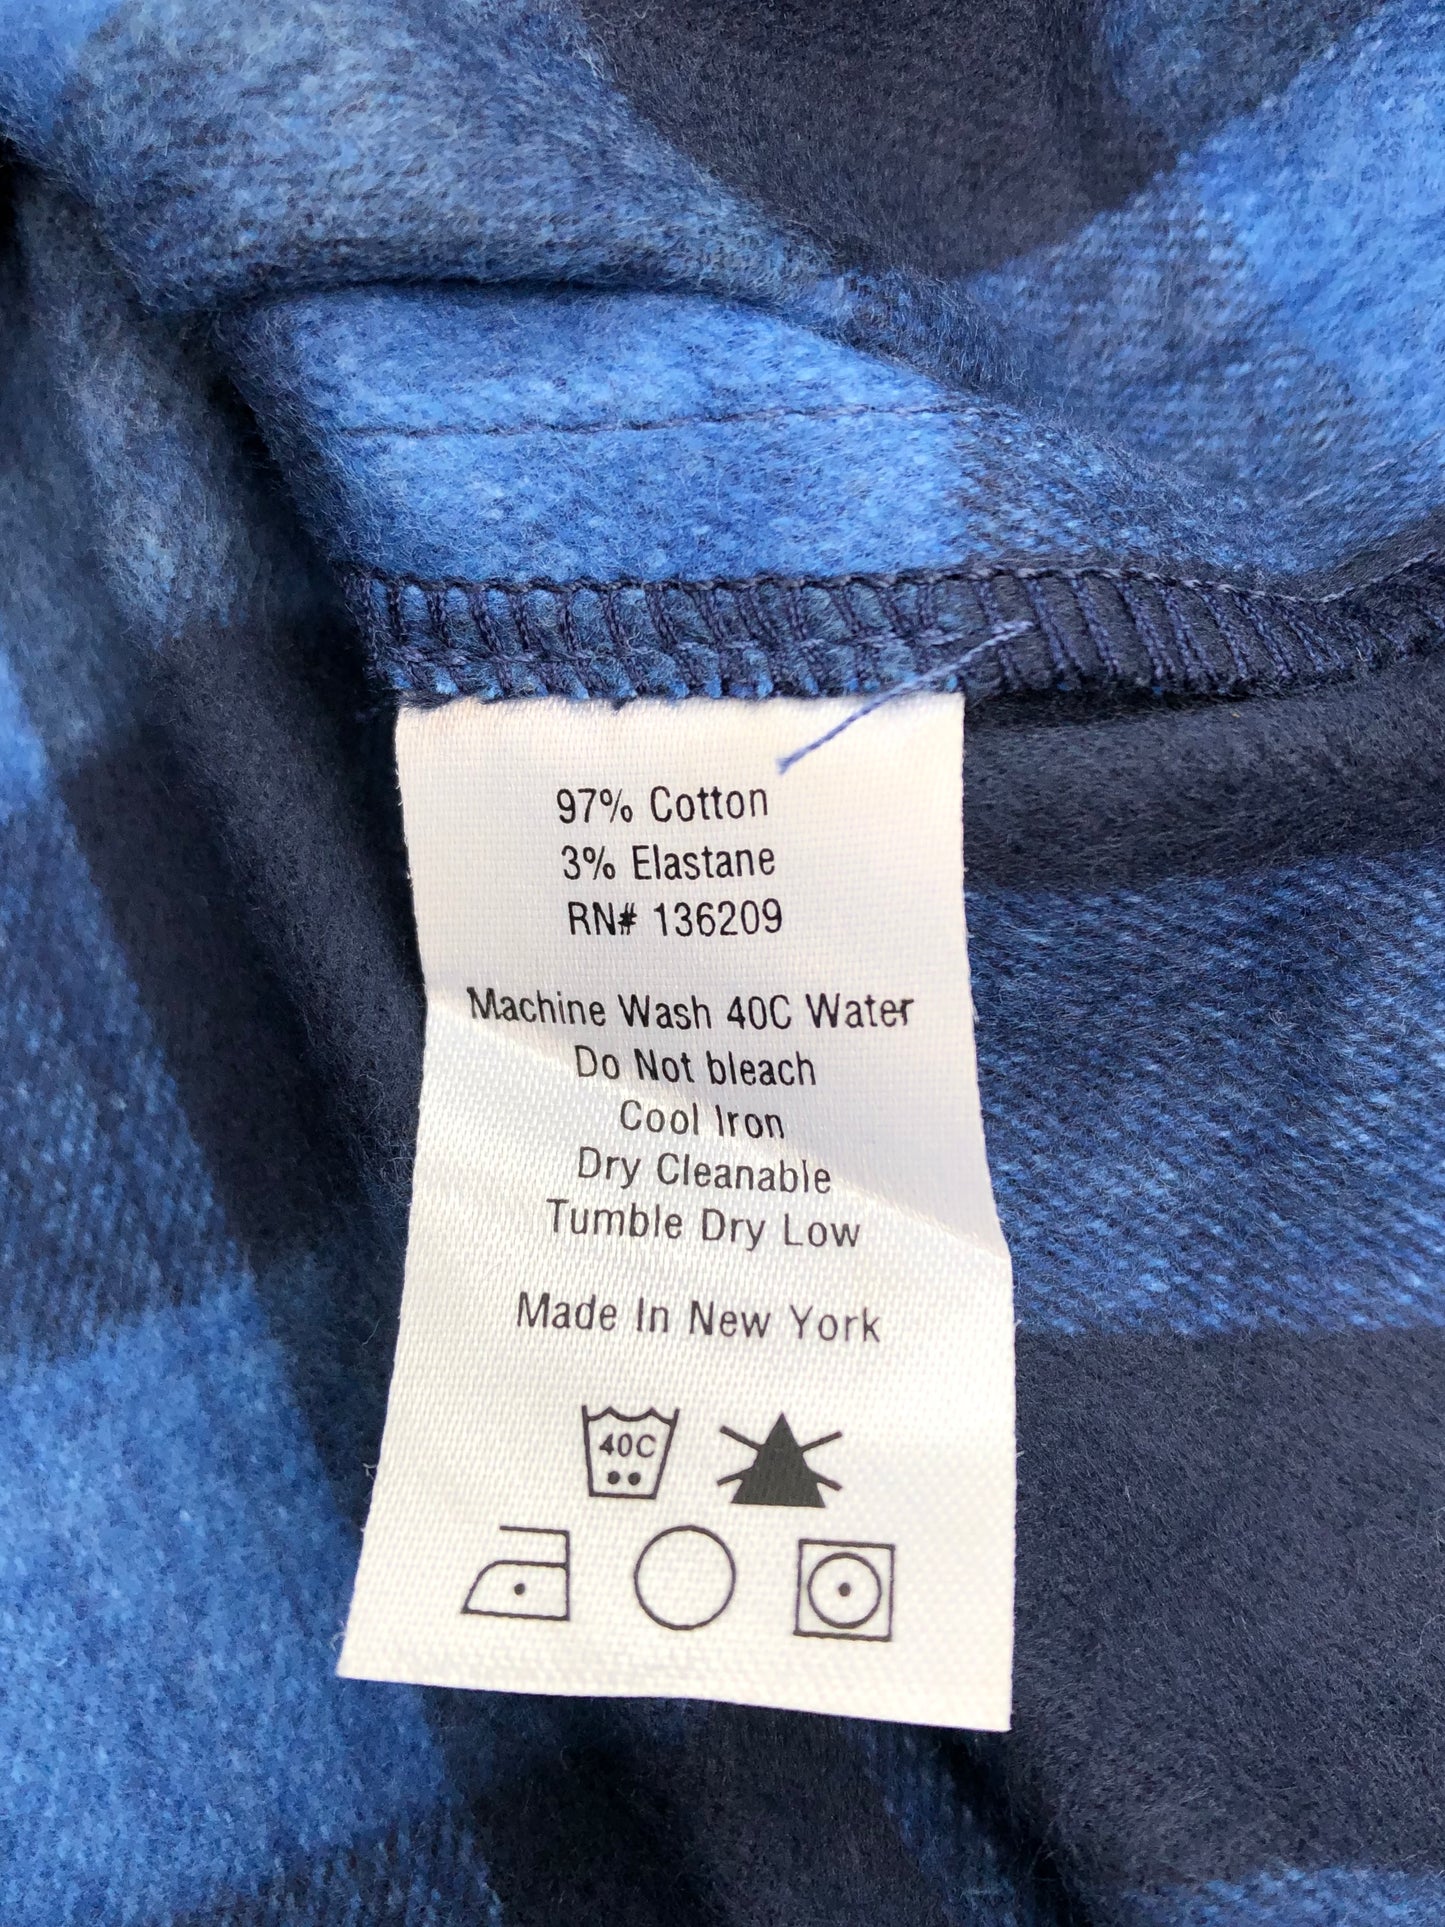 97% Cotton
3% Elastane
RN# 136209
Machine Wash 40C Water
Do Not bleach
Cool Iron
Dry Cleanable
Tumble Dry Low
Made In New York
40C